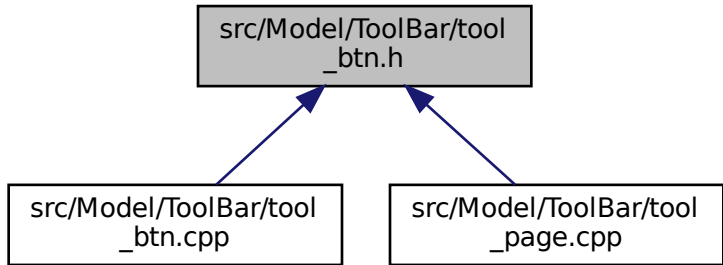 src/Model/ToolBar/tool
_btn.h
src/Model/ToolBar/tool
_btn.cpp
src/Model/ToolBar/tool
_page.cpp